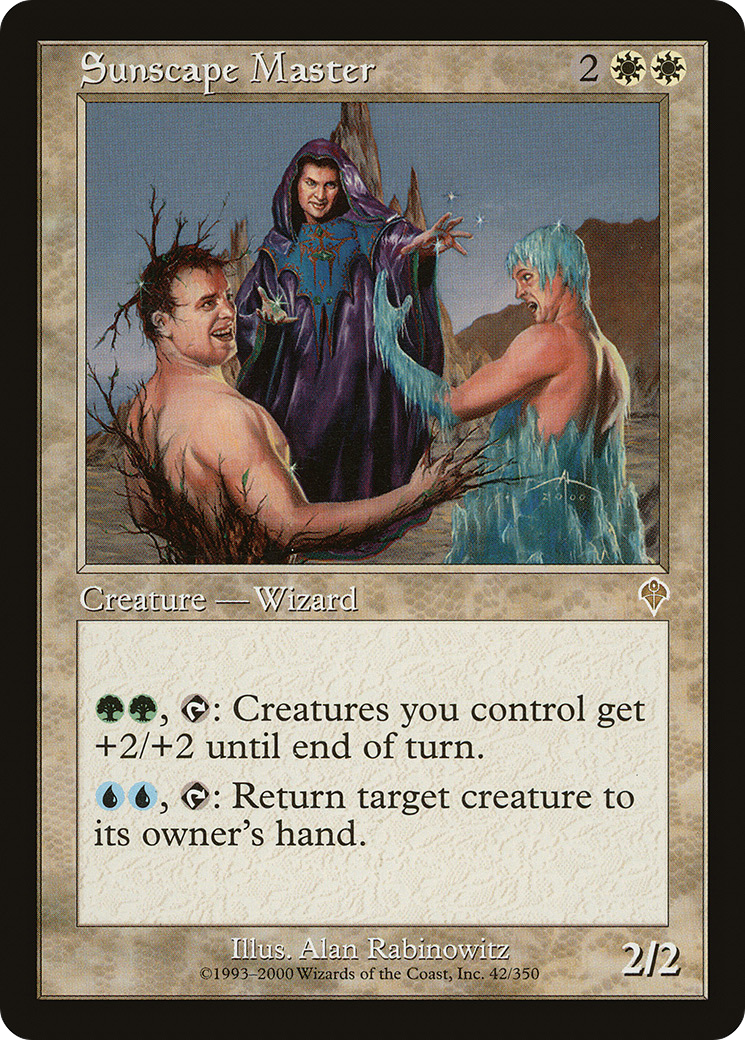 Sunscape Master 2
2000
Creature — Wizard
, : Creatures you control get
+2/+2 until end of turn.
, : Return target creature to
its owner's hand.
Illus. Alan Rabinowitz
©1993–2000 Wizards of the Coast, Inc. 42/350
2/2